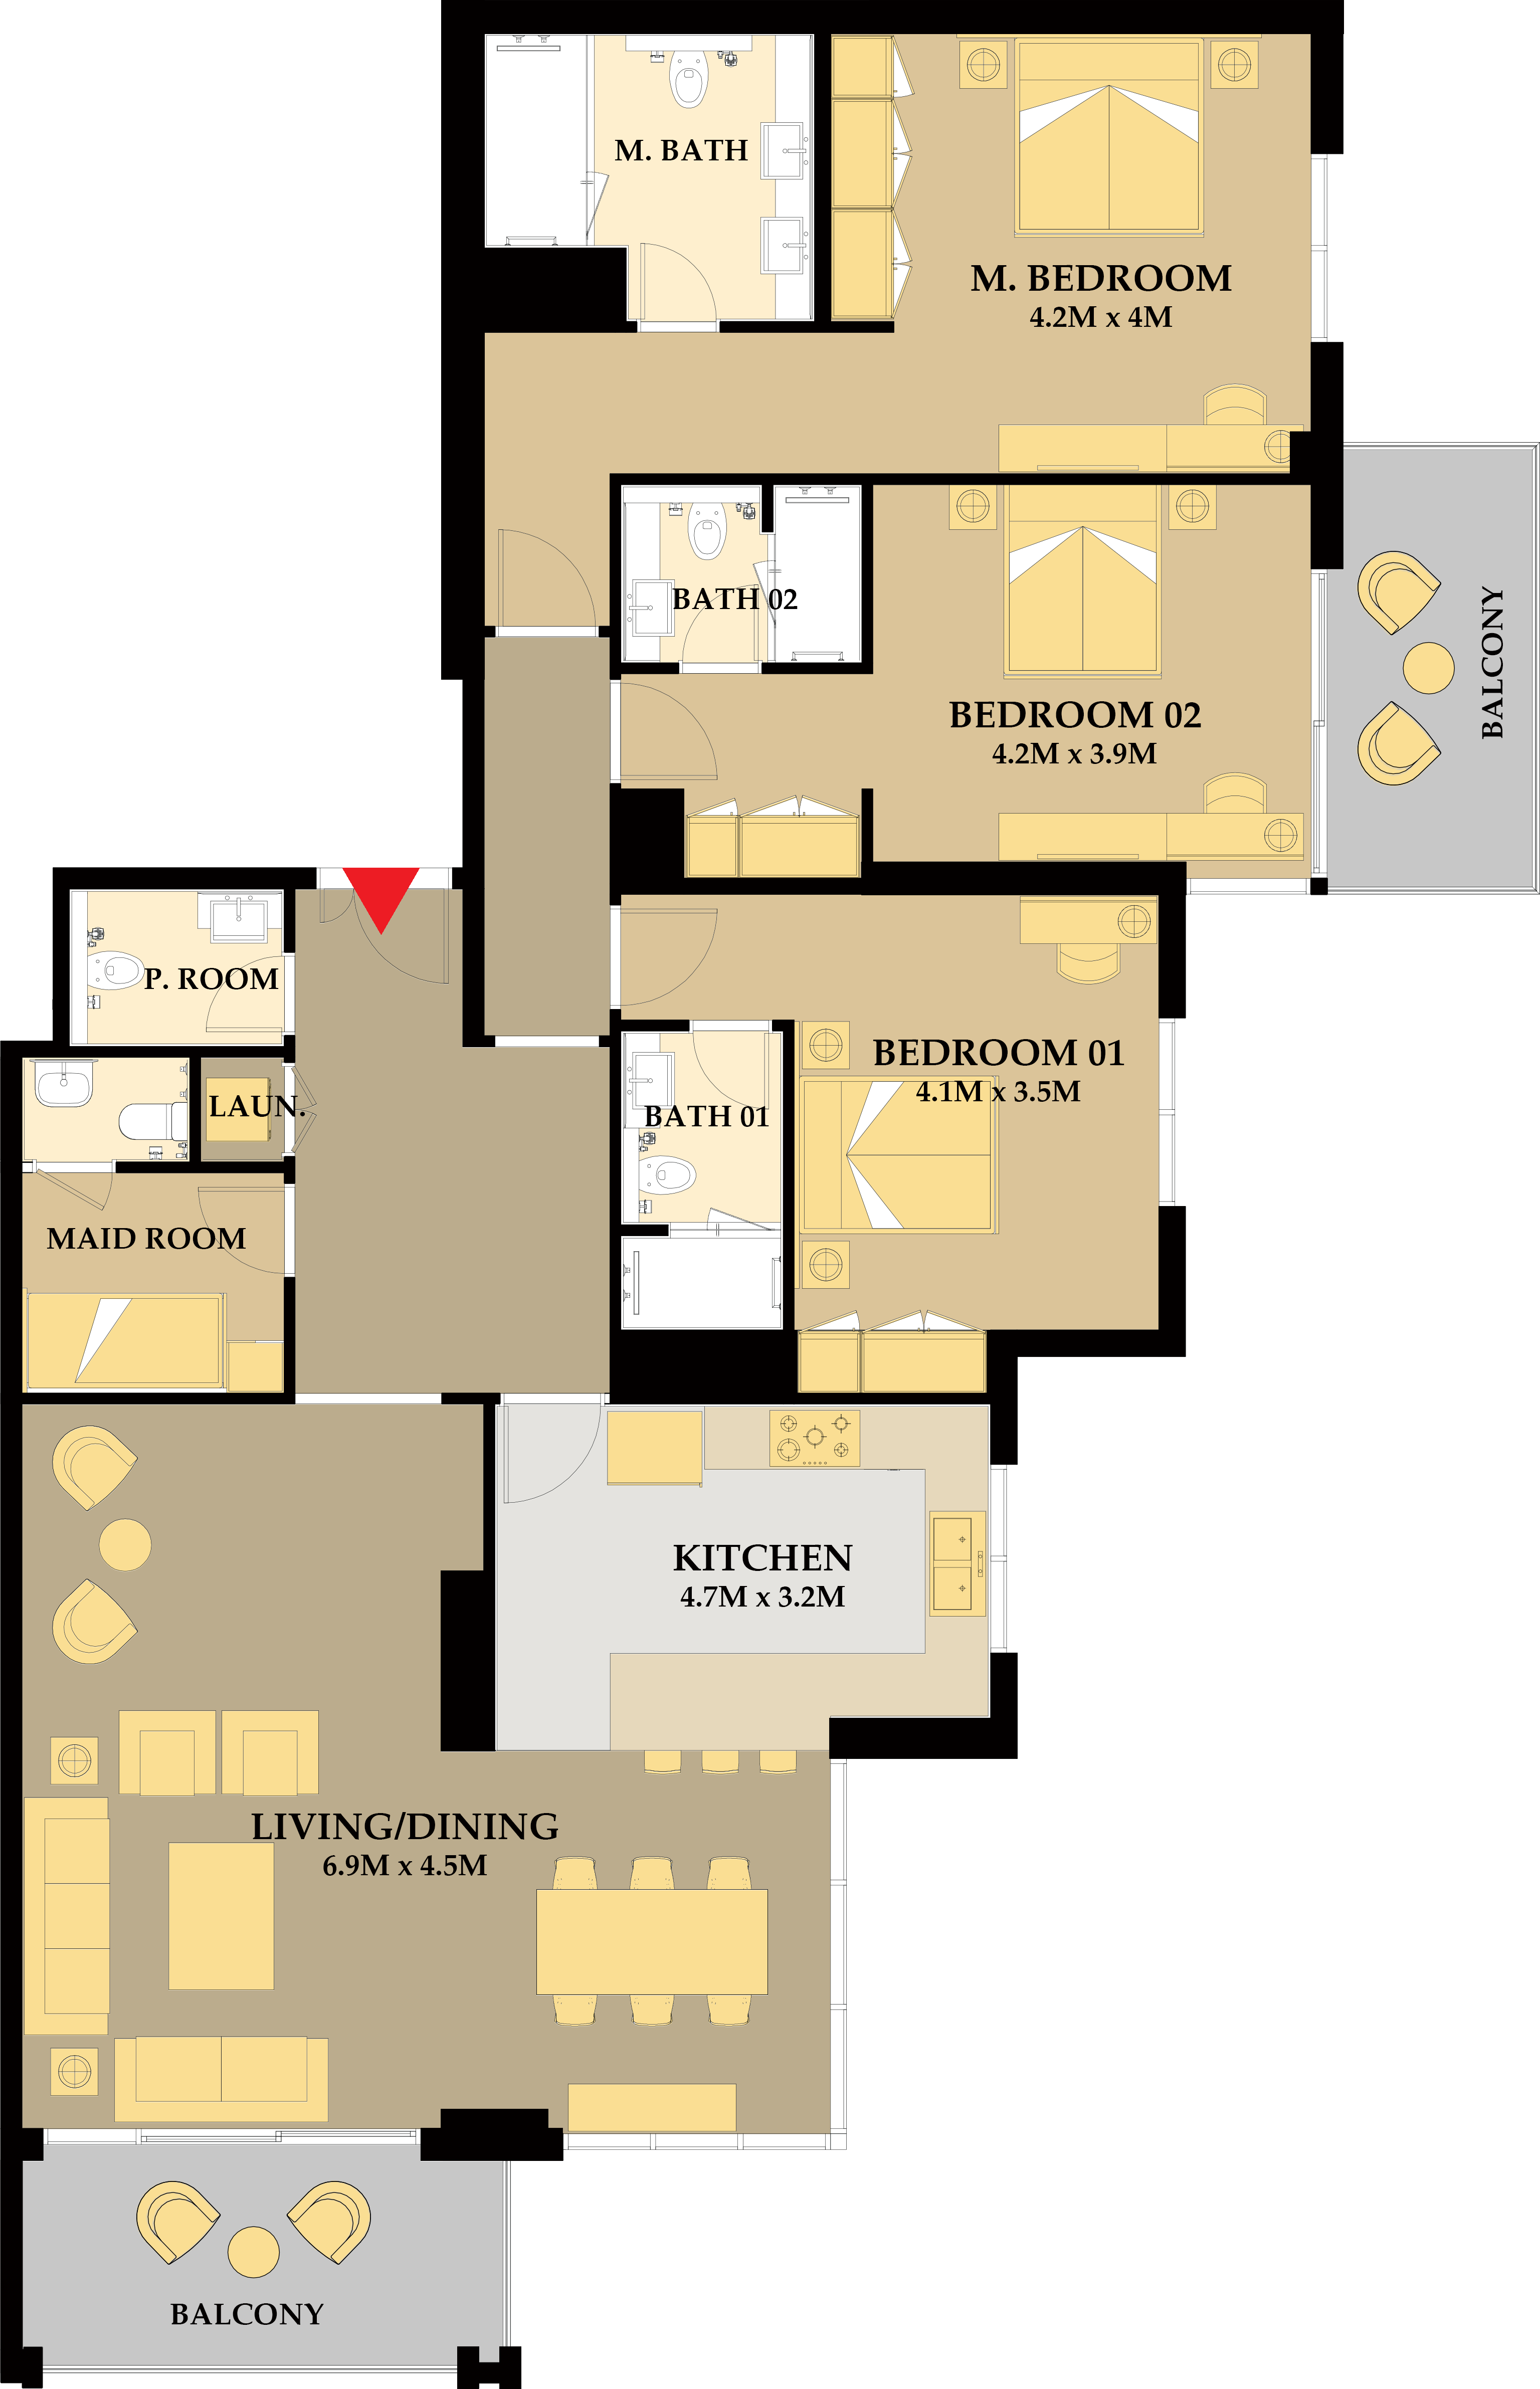 M. BATH
M. BEDROOM
4.2M x 4M
BATH 02
BALCONY
BEDROOM 02
4.2M x 3.9M
P. ROOM
BEDROOM 01
4.1M x 3.5M
LAUN.
BATH 01
MAID ROOM
KITCHEN
4.7M x 3.2M
LIVING/DINING
6.9M x 4.5M
BALCONY